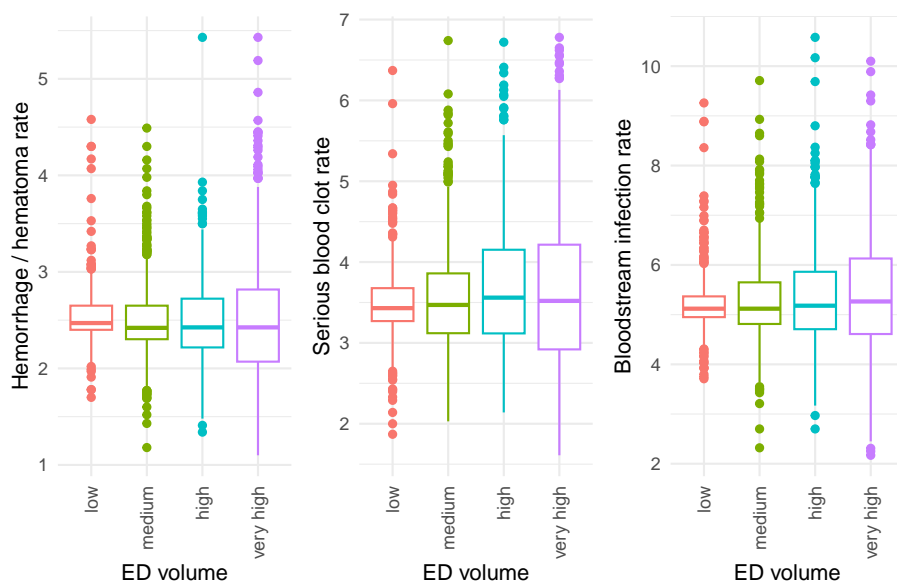 Hemorrhage / hematoma rate
5
4
3
2
1
low
medium
high
very high
ED volume
Serious blood clot rate
7
6
5
4
3
2
low
medium
high
very high
ED volume
Bloodstream infection rate
10
8
6
4
2
low
medium
high
very high
ED volume